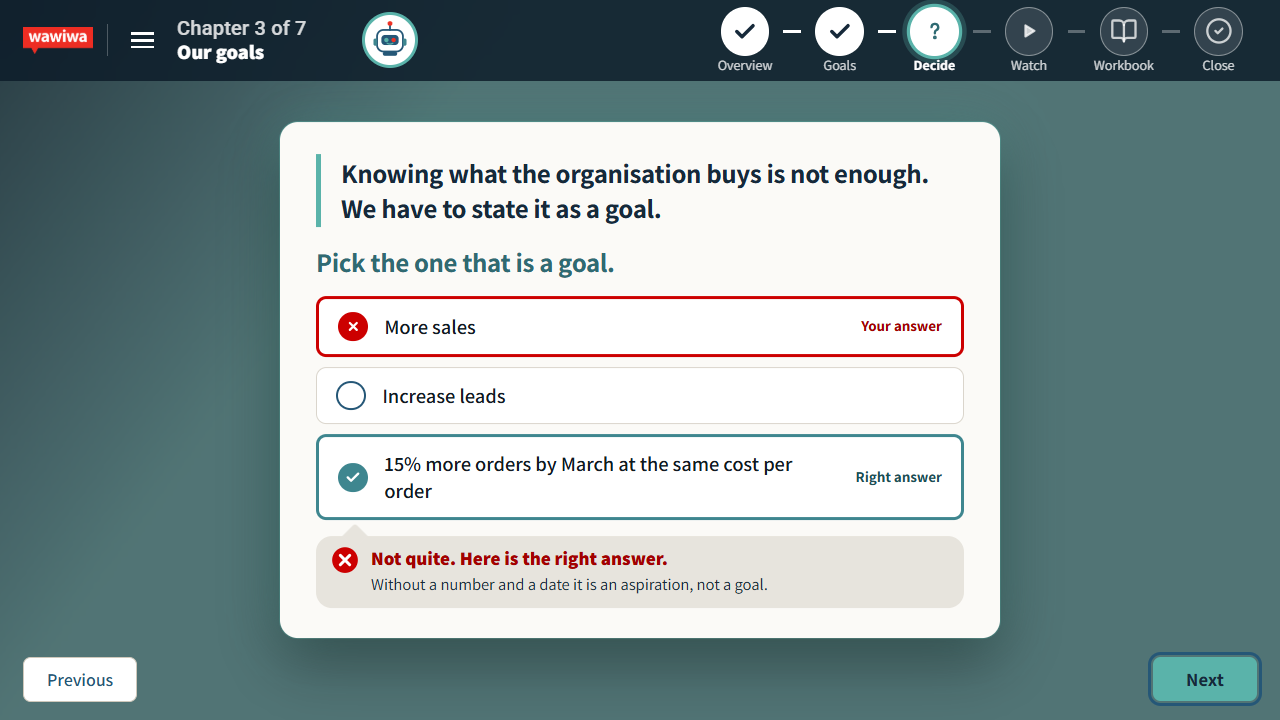 wawiwa
Chapter 3 of 7
Our goals
?
Overview
Goals
Decide
Watch
Workbook
Close
Knowing what the organisation buys is not enough.
We have to state it as a goal.
Pick the one that is a goal.
More sales
Your answer
Increase leads
15% more orders by March at the same cost per
order
Right answer
Not quite. Here is the right answer.
Without a number and a date it is an aspiration, not a goal.
Previous
Next